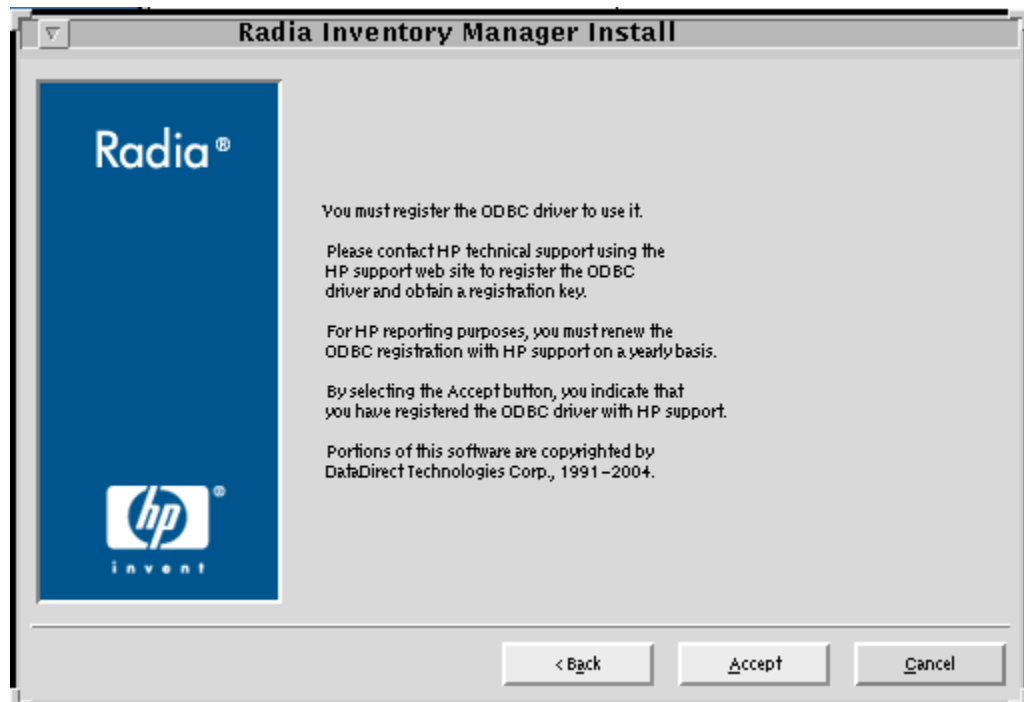 Radia Inventory Manager Install
Radia®
You must register the ODBC driver to use it.
Please contact HP technical support using the
HP support web site to register the ODBC
driver and obtain a registration key.
For HP reporting purposes, you must renew the
ODBC registration with HP support on a yearly basis.
By selecting the Accept button, you indicate that
you have registered the ODBC driver with HP support.
Portions of this software are copyrighted by
DataDirect Technologies Corp., 1991–2004.
hp®
invent
< Back
Accept
Cancel